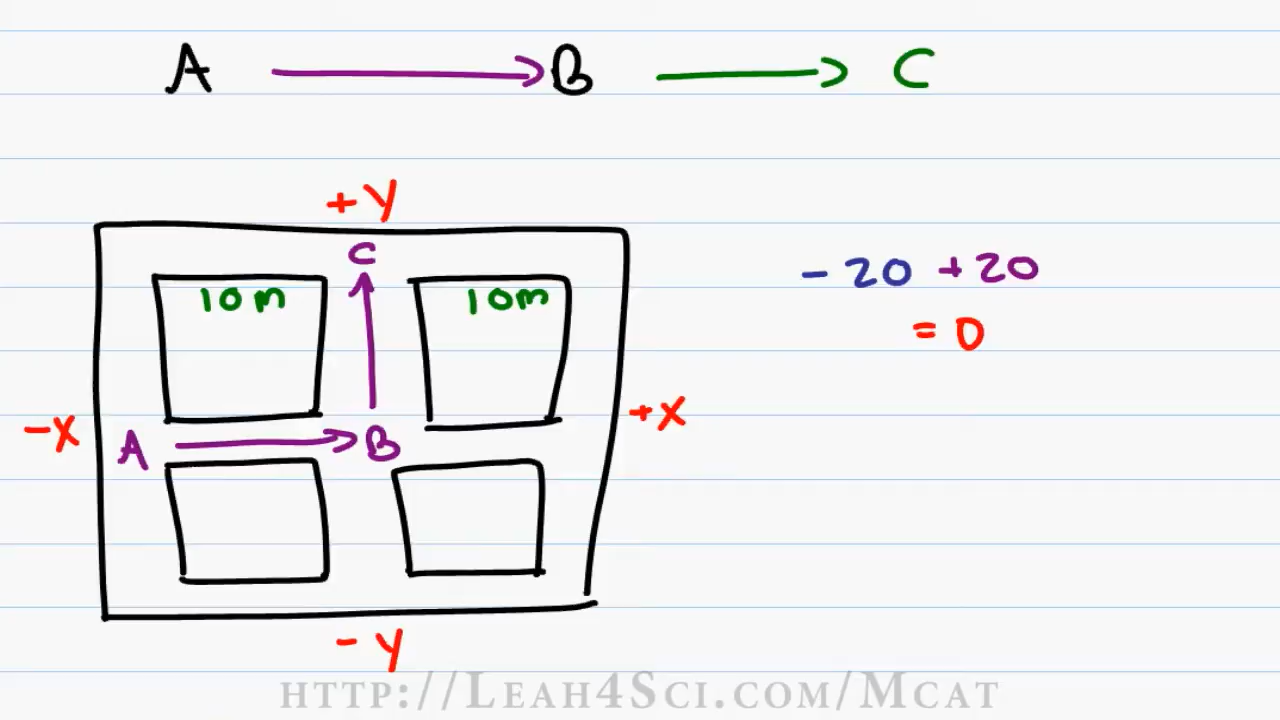 A B C
+Y
C
10m 10m
-20 +20
= 0
-X A B +X
-Y
http://Leah4Sci.com/Mcat